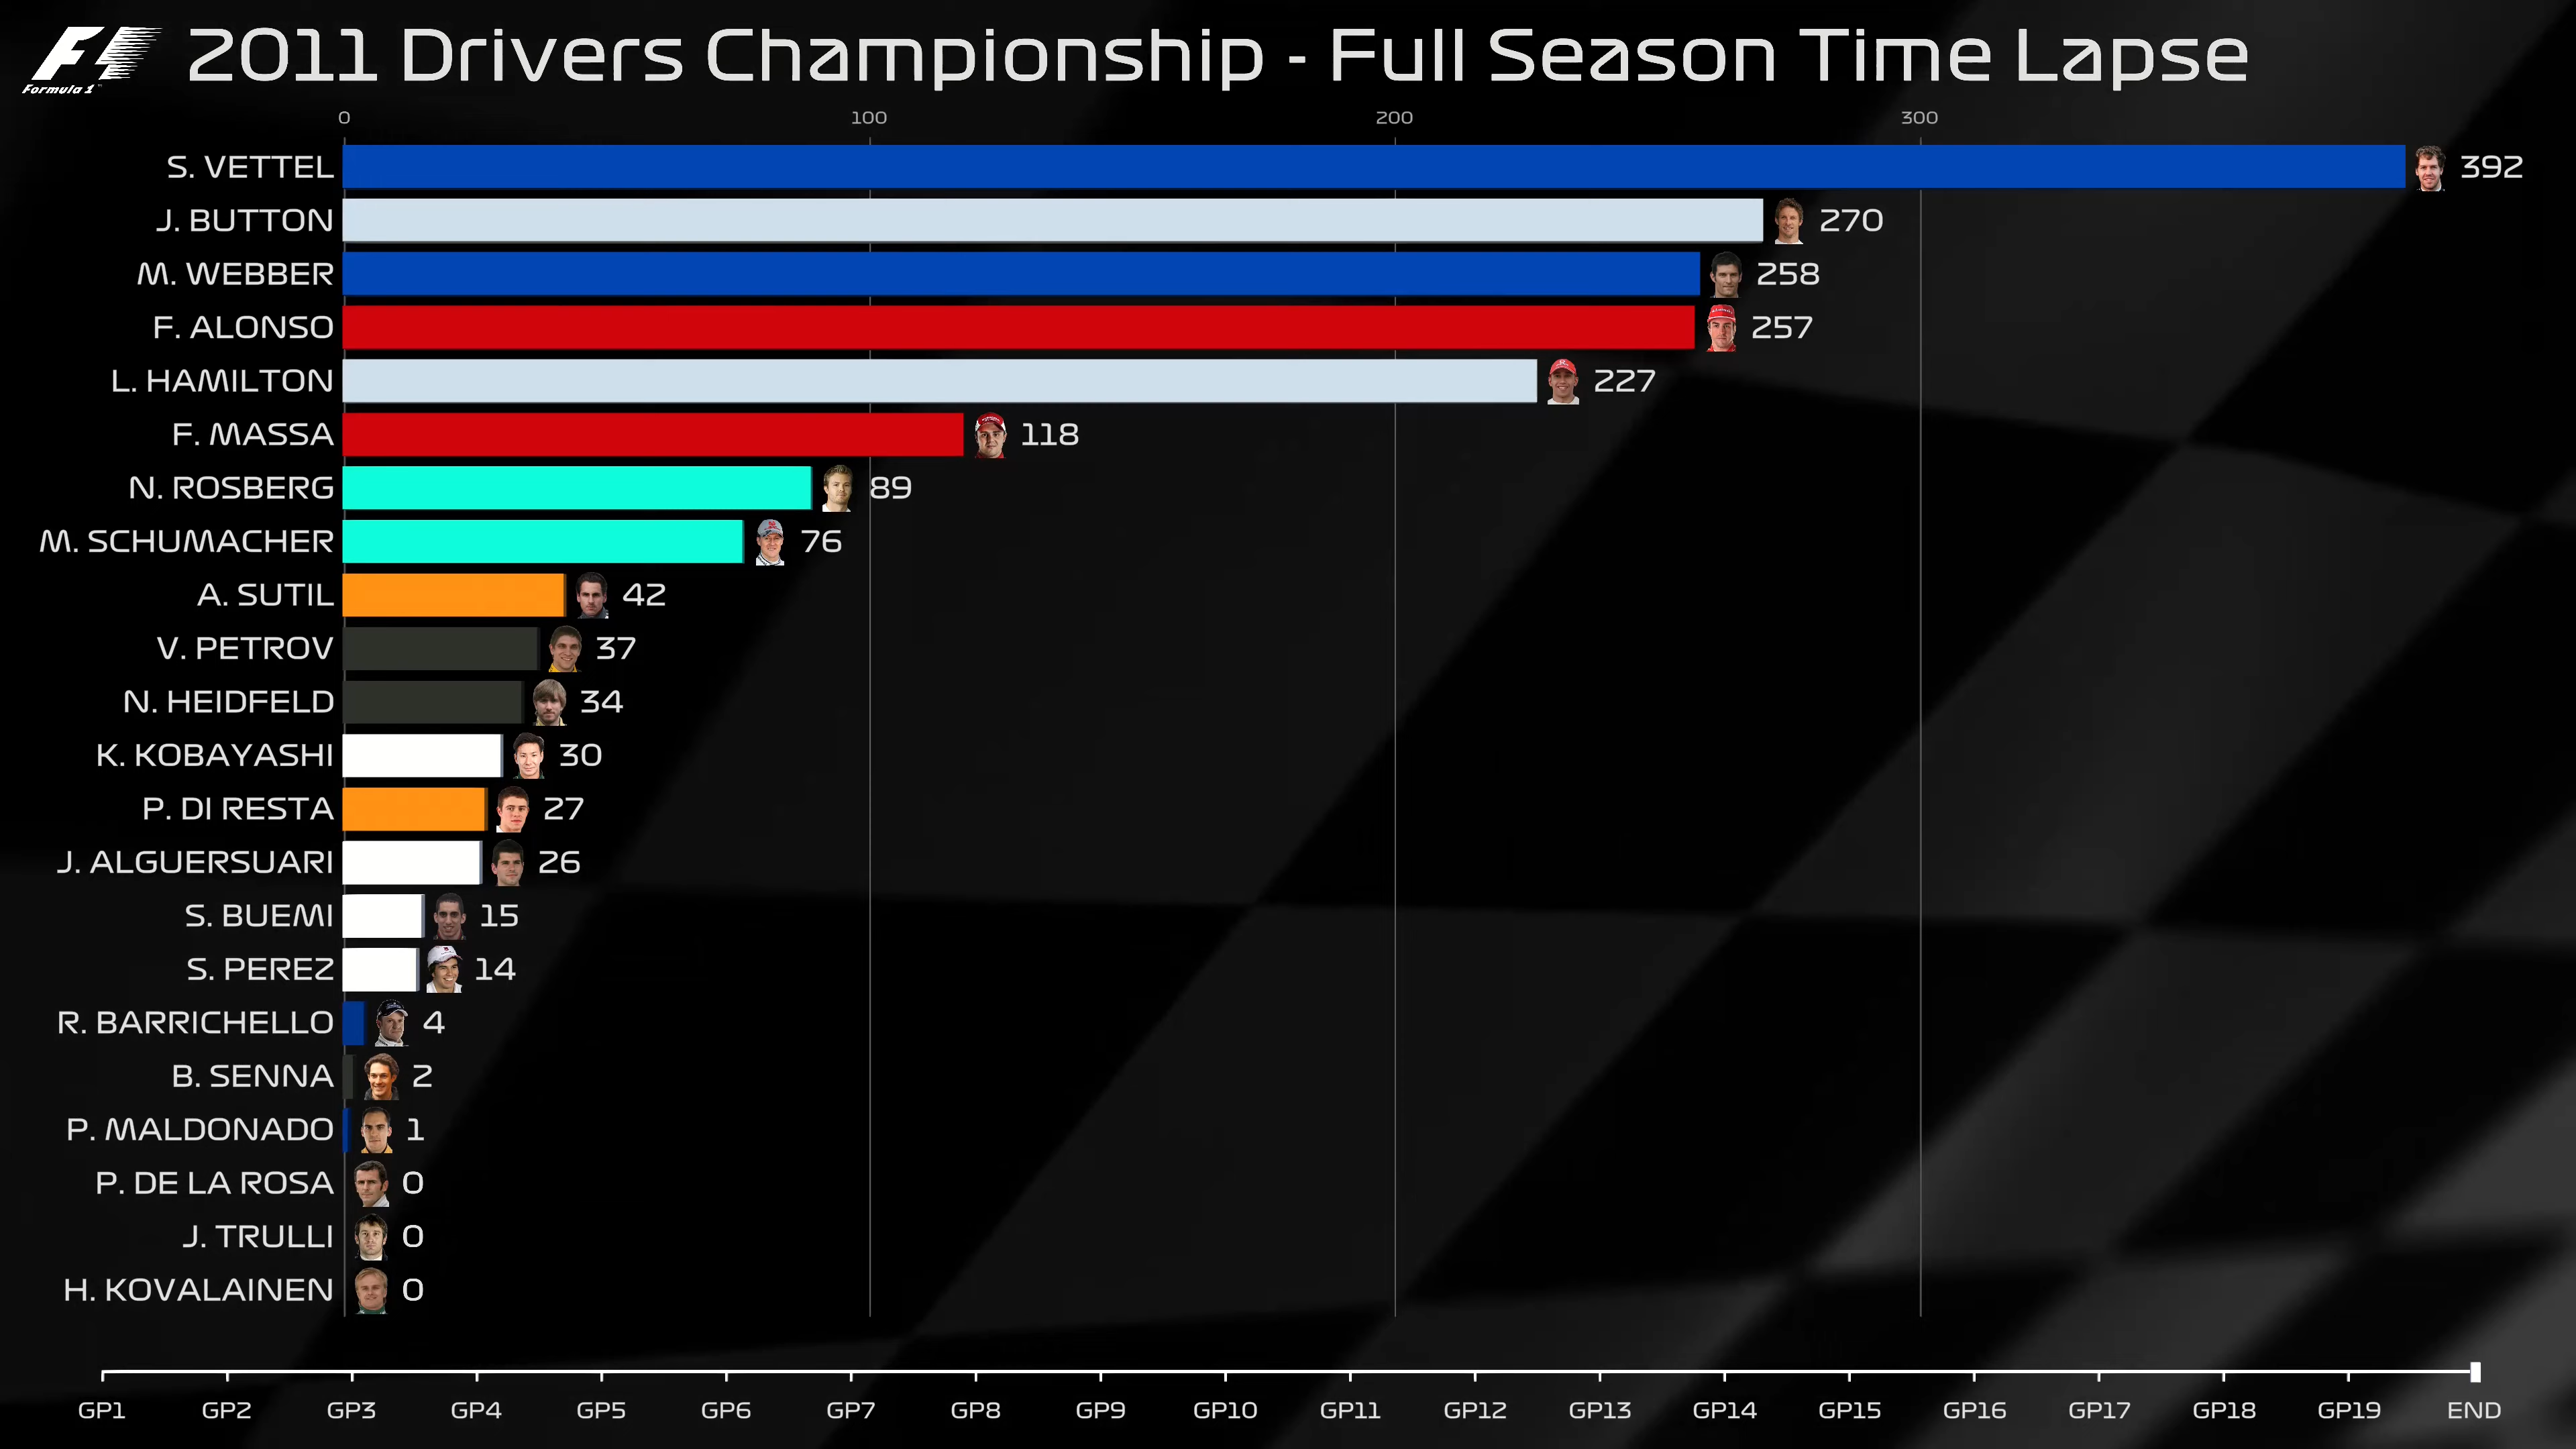 Formula 1
2011 Drivers Championship - Full Season Time Lapse
0 100 200 300
S. VETTEL 392
J. BUTTON 270
M. WEBBER 258
F. ALONSO 257
L. HAMILTON 227
F. MASSA 118
N. ROSBERG 89
M. SCHUMACHER 76
A. SUTIL 42
V. PETROV 37
N. HEIDFELD 34
K. KOBAYASHI 30
P. DI RESTA 27
J. ALGUERSUARI 26
S. BUEMI 15
S. PEREZ 14
R. BARRICHELLO 4
B. SENNA 2
P. MALDONADO 1
P. DE LA ROSA 0
J. TRULLI 0
H. KOVALAINEN 0
GP1 GP2 GP3 GP4 GP5 GP6 GP7 GP8 GP9 GP10 GP11 GP12 GP13 GP14 GP15 GP16 GP17 GP18 GP19 END